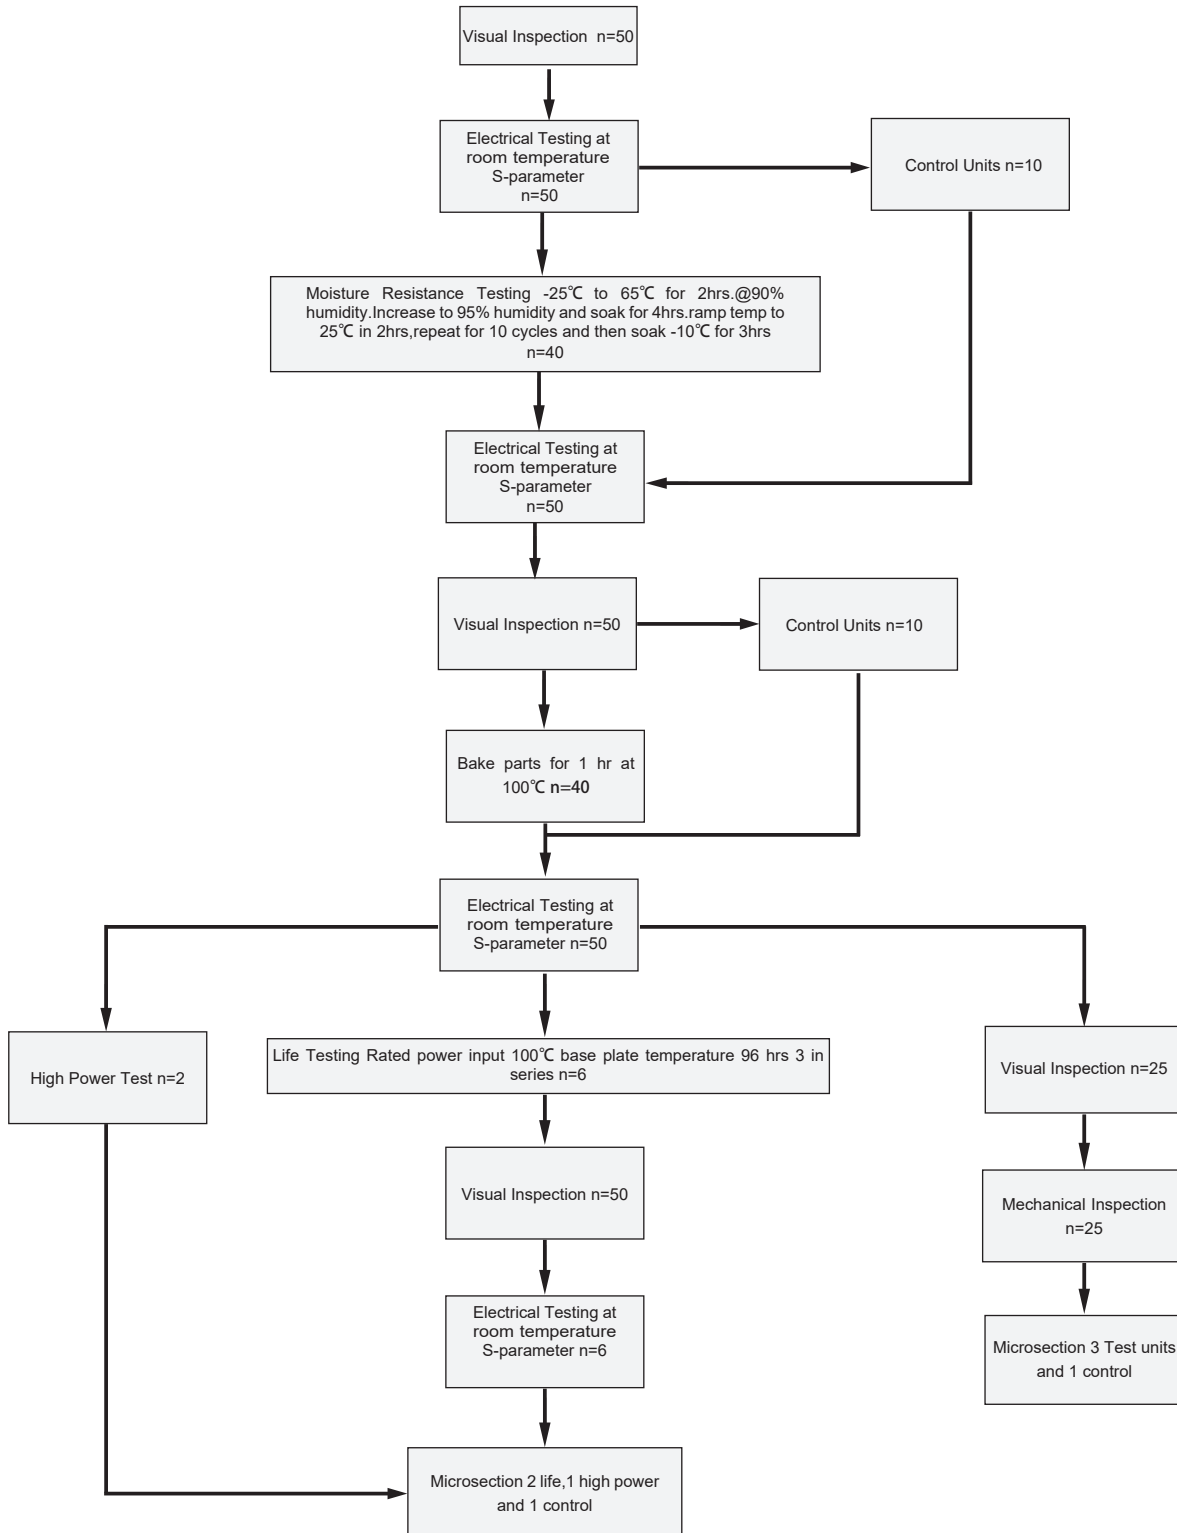 Visual Inspection n=50
Electrical Testing at
room temperature
S-parameter
n=50
Control Units n=10
Moisture Resistance Testing -25℃ to 65℃ for 2hrs.@90%
humidity.Increase to 95% humidity and soak for 4hrs.ramp temp to
25℃ in 2hrs,repeat for 10 cycles and then soak -10℃ for 3hrs
n=40
Electrical Testing at
room temperature
S-parameter
n=50
Visual Inspection n=50
Control Units n=10
Bake parts for 1 hr at
100℃ n=40
Electrical Testing at
room temperature
S-parameter n=50
High Power Test n=2
Life Testing Rated power input 100℃ base plate temperature 96 hrs 3 in
series n=6
Visual Inspection n=25
Visual Inspection n=50
Mechanical Inspection
n=25
Electrical Testing at
room temperature
S-parameter n=6
Microsection 3 Test units
and 1 control
Microsection 2 life,1 high power
and 1 control